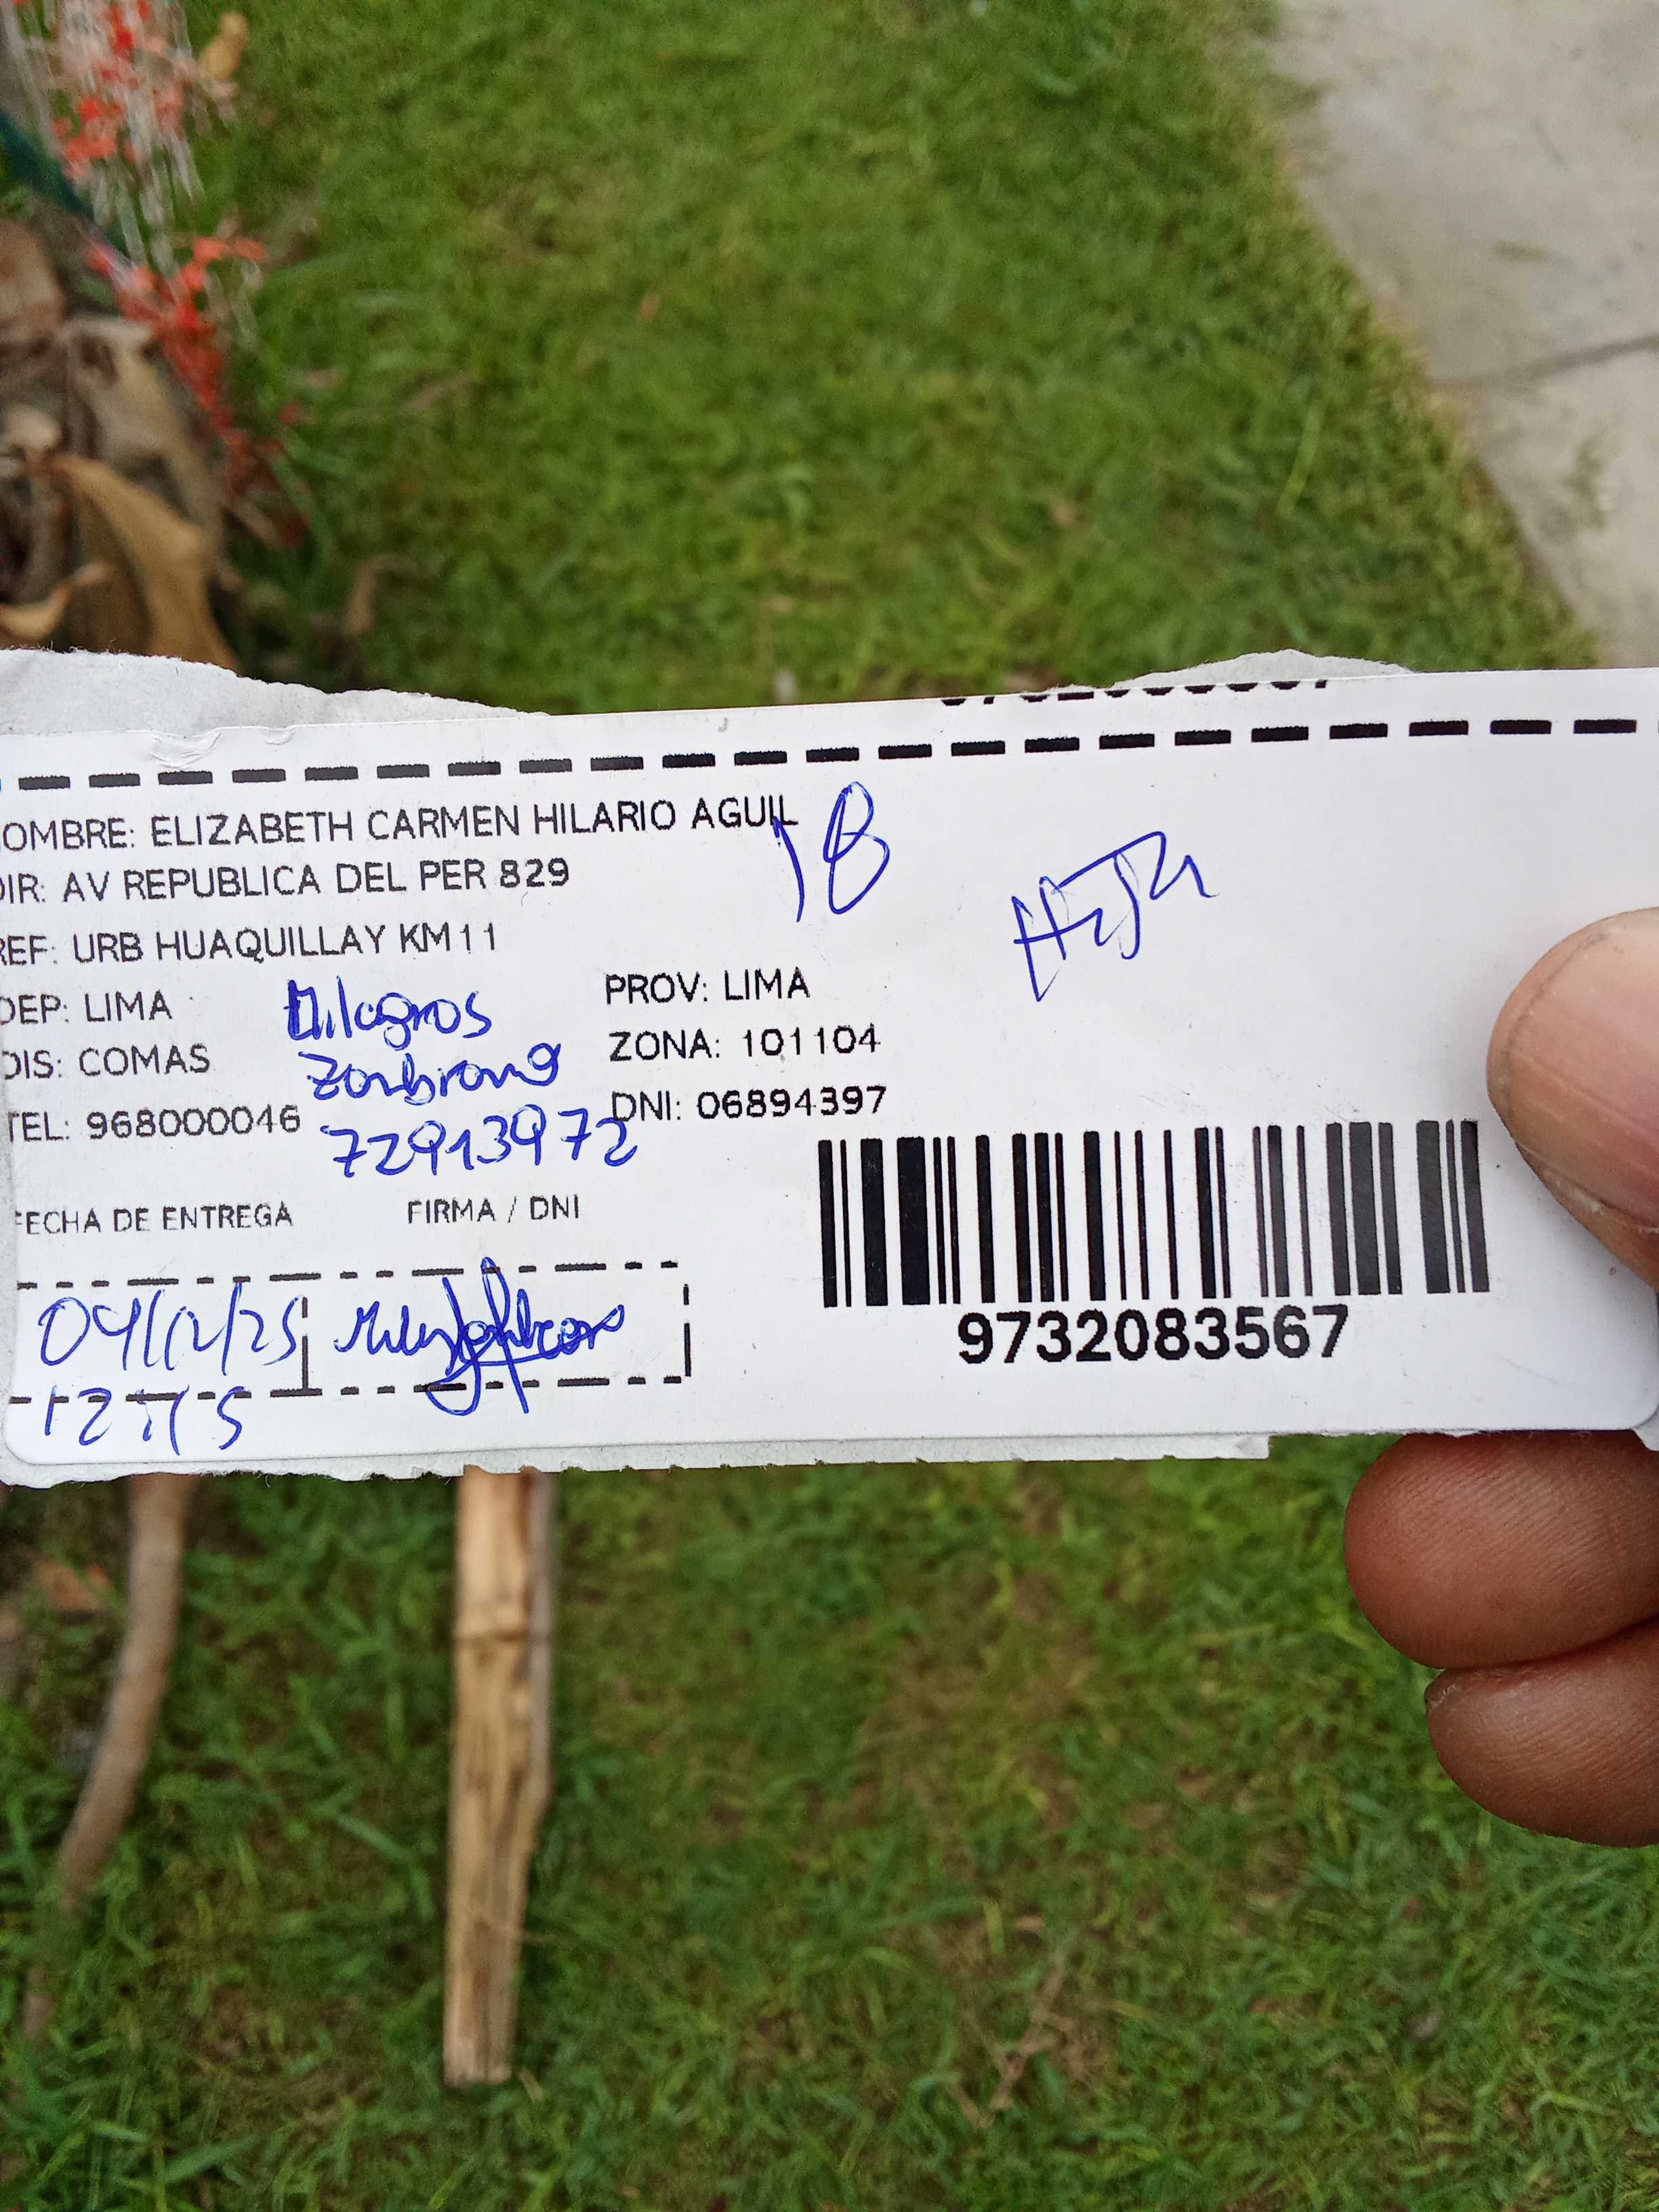 OMBRE: ELIZABETH CARMEN HILARIO AGUIL
DIR: AV REPUBLICA DEL PER 829
18
REF: URB HUAQUILLAY KM11
HIJA
DEP: LIMA
PROV: LIMA
Milagros
DIS: COMAS
ZONA: 101104
Zambrano
TEL: 968000046
DNI: 06894397
72913972
FECHA DE ENTREGA
FIRMA / DNI
04/12/25
12:15
9732083567